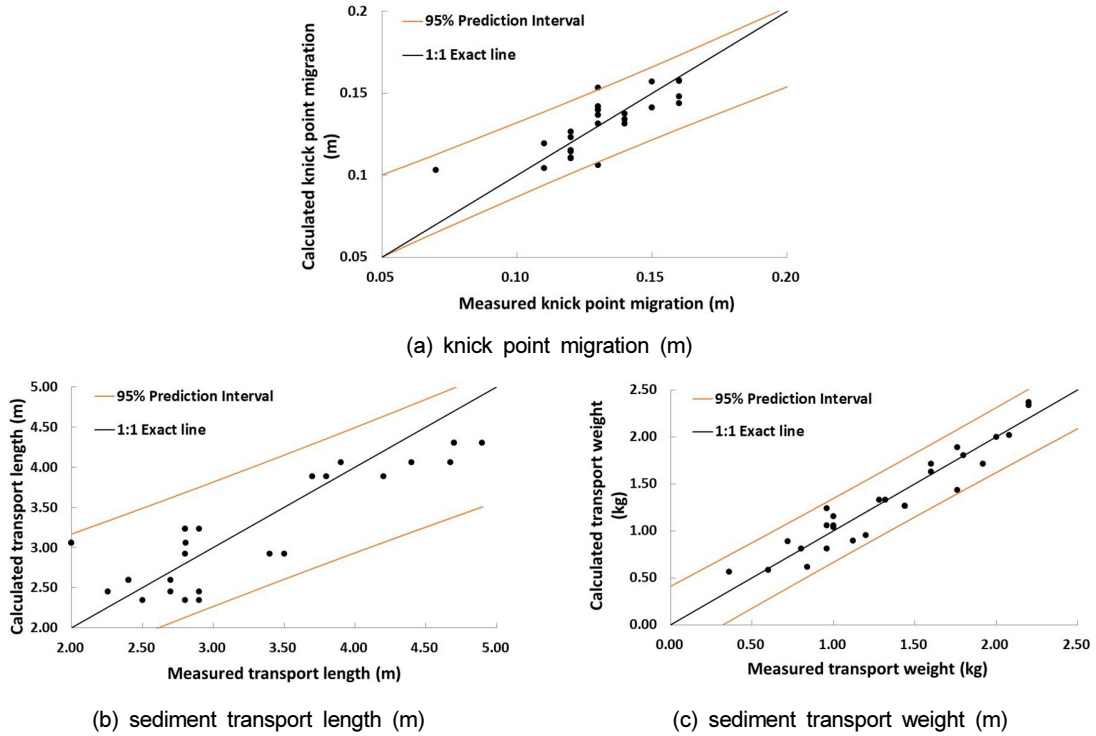 0.2
95% Prediction Interval
1:1 Exact line
0.15
0.1
0.05
Calculated knick point migration
(m)
0.05 0.10 0.15 0.20
Measured knick point migration (m)
(a) knick point migration (m)
5.00
95% Prediction Interval
4.50
1:1 Exact line
4.00
3.50
3.00
2.50
2.00
Calculated transport length (m)
2.00 2.50 3.00 3.50 4.00 4.50 5.00
Measured transport length (m)
(b) sediment transport length (m)
2.50
95% Prediction Interval
2.00
1:1 Exact line
1.50
1.00
0.50
0.00
Calculated transport weight
(kg)
0.00 0.50 1.00 1.50 2.00 2.50
Measured transport weight (kg)
(c) sediment transport weight (m)